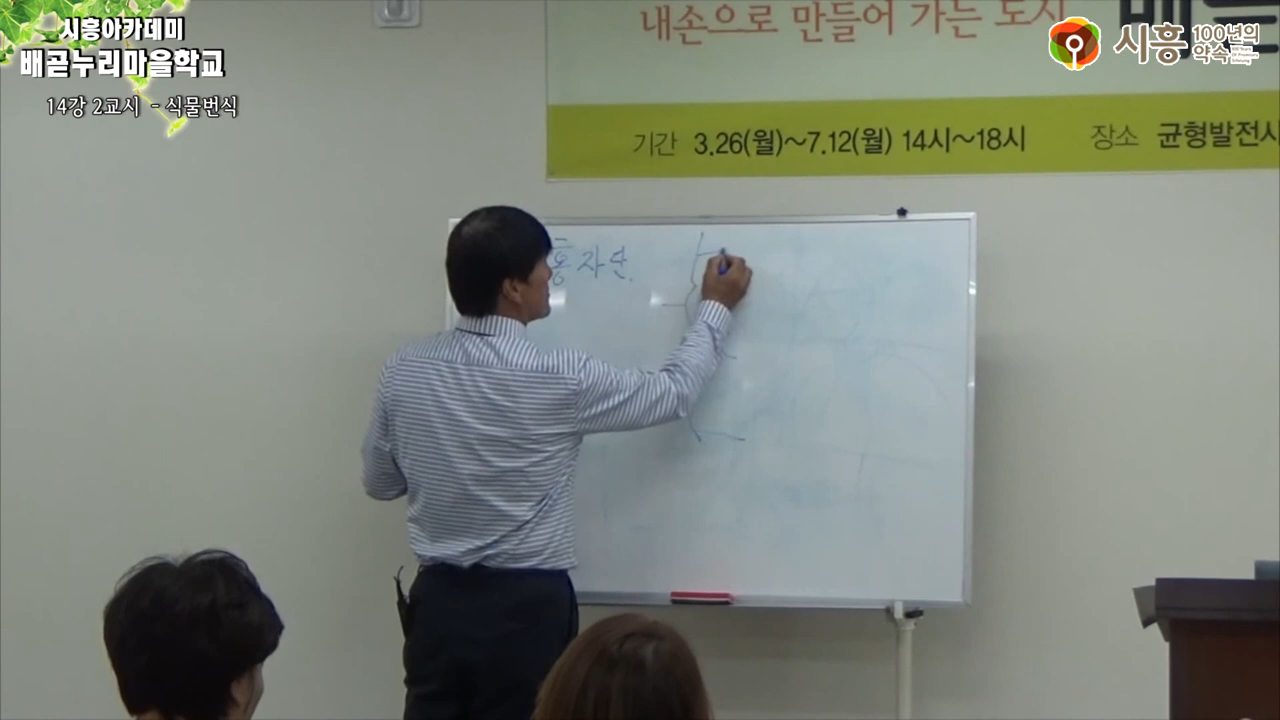 시흥아카데미
배곧누리마을학교
14강 2교시 - 식물번식
내손으로 만들어 가는 도시
시흥 100년의 약속
기간 3.26(월)~7.12(월) 14시~18시 장소 균형발전사
홍자단.